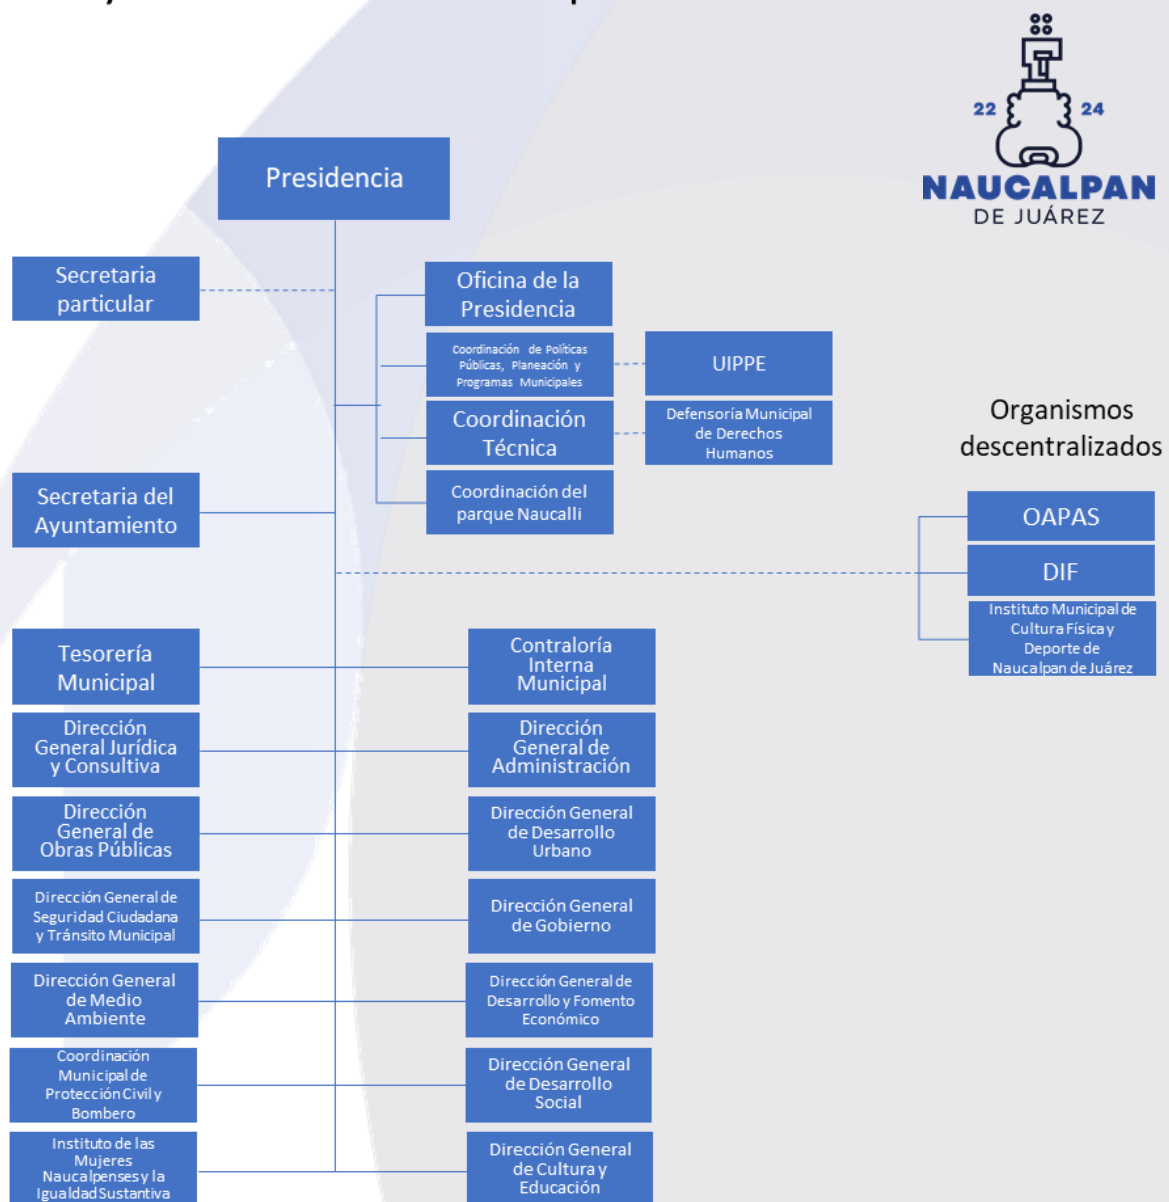 22 24
NAUCALPAN
DE JUÁREZ
Presidencia
Secretaria
particular
Oficina de la
Presidencia
Coordinación de Políticas
Públicas, Planeación y
Programas Municipales
UIPPE
Coordinación
Técnica
Defensoría Municipal
de Derechos
Humanos
Coordinación del
parque Naucalli
Secretaria del
Ayuntamiento
Organismos
descentralizados
OAPAS
DIF
Instituto Municipal de
Cultura Física y
Deporte de
Naucalpan de Juárez
Tesorería
Municipal
Contraloría
Interna
Municipal
Dirección
General Jurídica
y Consultiva
Dirección
General de
Administración
Dirección
General de
Obras Públicas
Dirección General
de Desarrollo
Urbano
Dirección General de
Seguridad Ciudadana
y Tránsito Municipal
Dirección General
de Gobierno
Dirección General
de Medio
Ambiente
Dirección General de
Desarrollo y Fomento
Económico
Coordinación
Municipal de
Protección Civil y
Bombero
Dirección General
de Desarrollo
Social
Instituto de las
Mujeres
Naucalpenses y la
Igualdad Sustantiva
Dirección General
de Cultura y
Educación